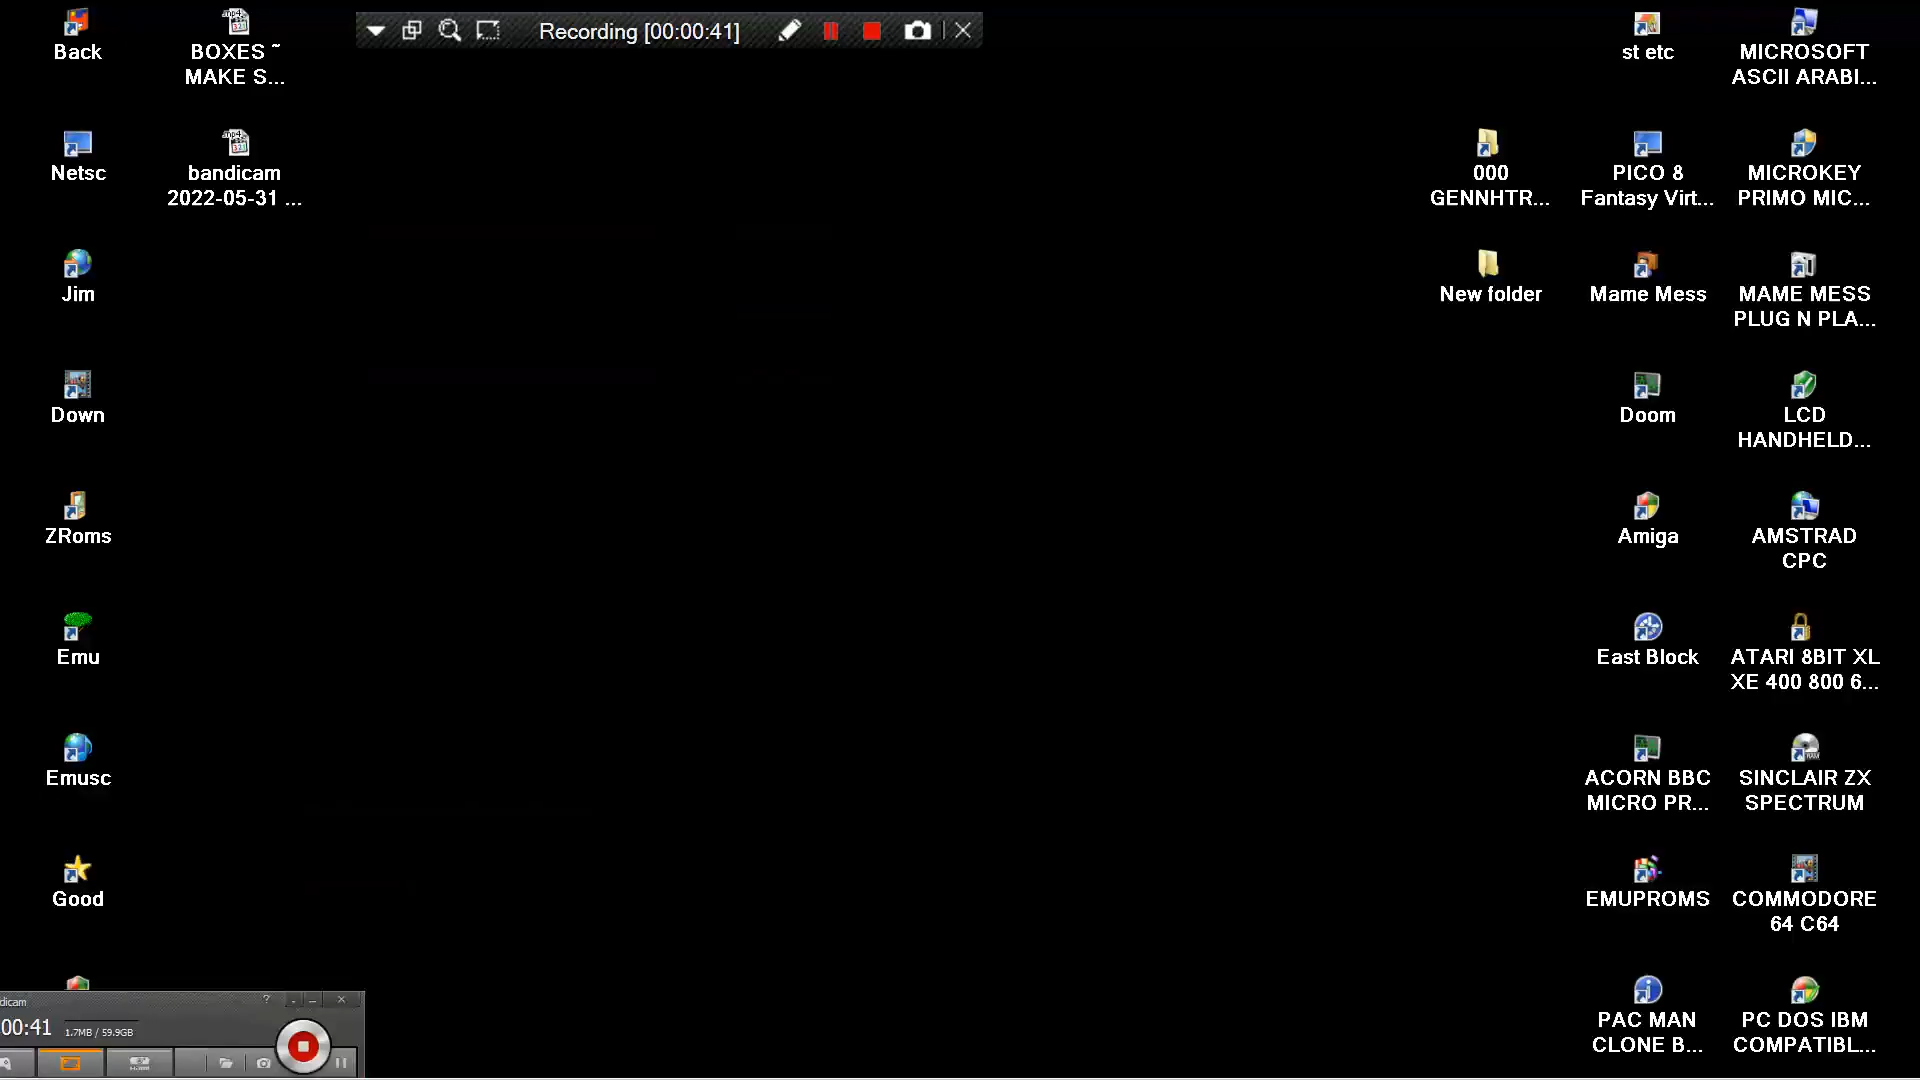 Recording [00:00:41]
Back
BOXES ~
MAKE S...
Netsc
bandicam
2022-05-31 ...
Jim
Down
ZRoms
Emu
Emusc
Good
st etc
MICROSOFT
ASCII ARABI...
000
GENNHTR...
PICO 8
Fantasy Virt...
MICROKEY
PRIMO MIC...
New folder
Mame Mess
MAME MESS
PLUG N PLA...
Doom
LCD
HANDHELD...
Amiga
AMSTRAD
CPC
East Block
ATARI 8BIT XL
XE 400 800 6...
ACORN BBC
MICRO PR...
SINCLAIR ZX
SPECTRUM
EMUPROMS
COMMODORE
64 C64
PAC MAN
CLONE B...
PC DOS IBM
COMPATIBL...
dicam
?
00:41
1.7MB / 59.9GB